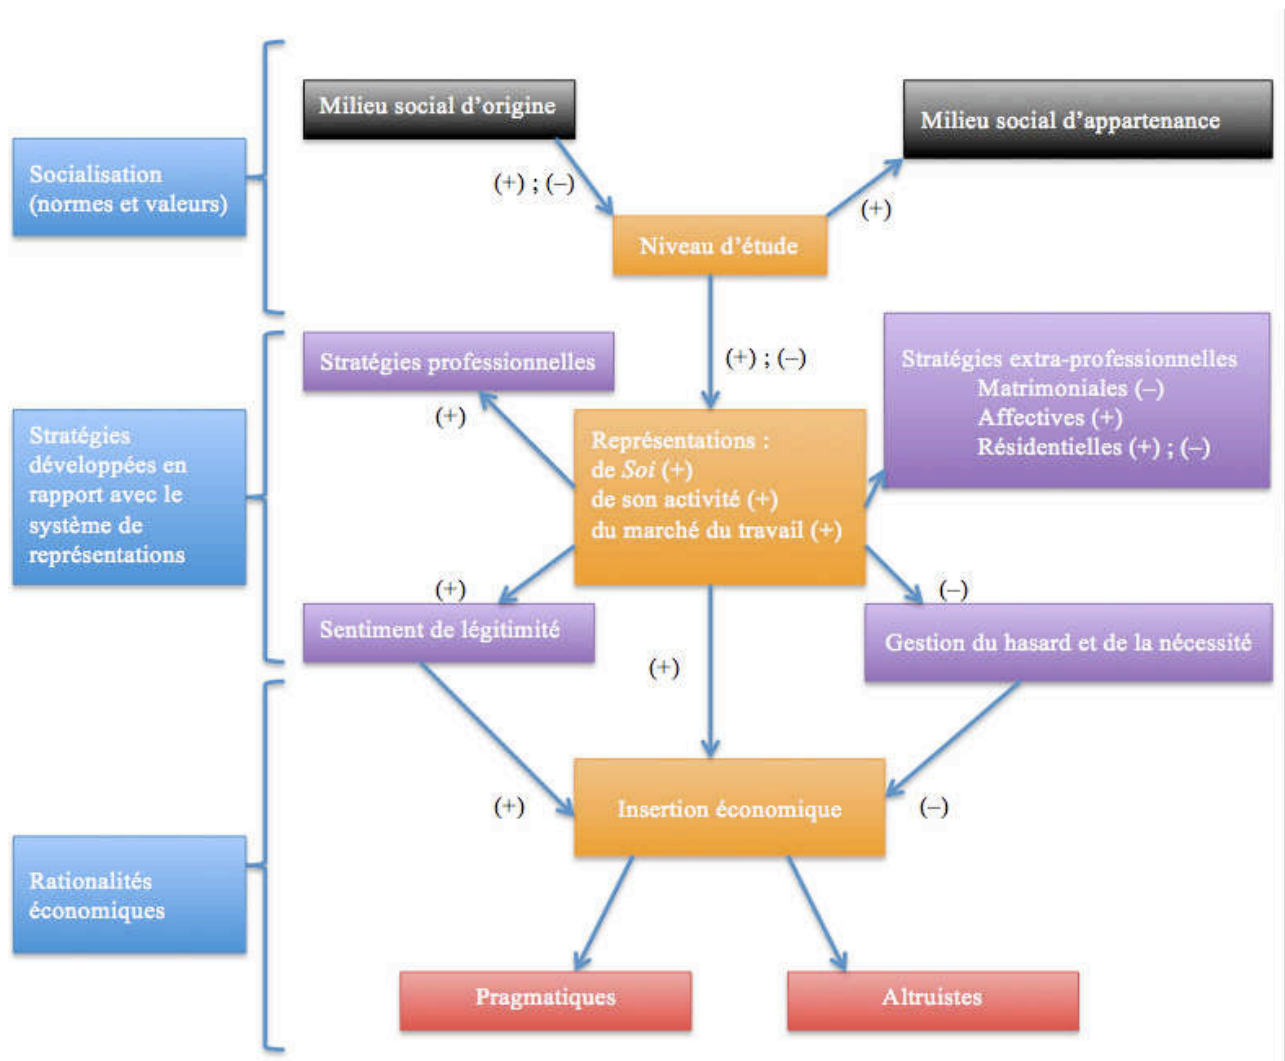 Milieu social d'origine
Milieu social d'appartenance
Socialisation
(normes et valeurs)
(+) ; (–)
(+)
Niveau d'étude
Stratégies professionnelles
(+) ; (–)
Stratégies extra-professionnelles
Matrimoniales (–)
Affectives (+)
Résidentielles (+) ; (–)
(+)
Stratégies
développées en
rapport avec le
système de
représentations
Représentations :
de Soi (+)
de son activité (+)
du marché du travail (+)
(+)
(–)
Sentiment de légitimité
Gestion du hasard et de la nécessité
(+)
(+)
Insertion économique
(–)
Rationalités
économiques
Pragmatiques
Altruistes